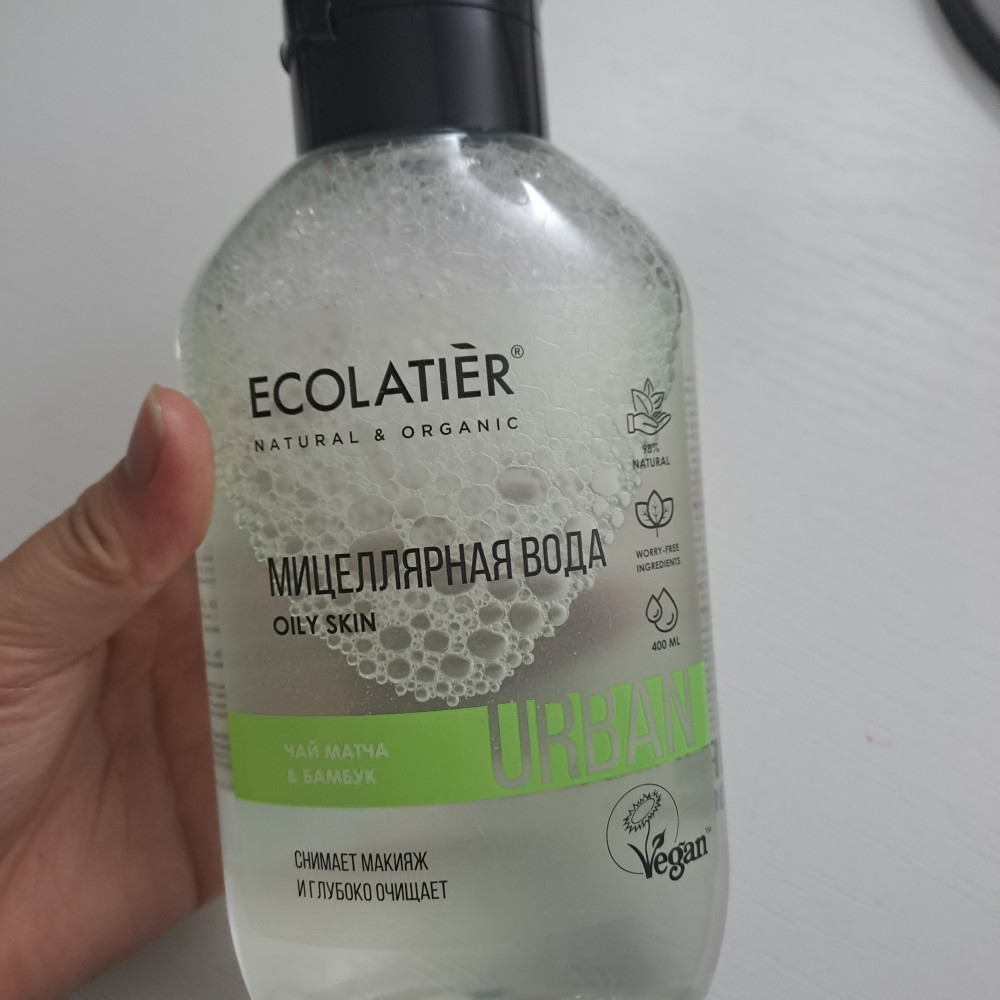 ECOLATIÈR®
NATURAL & ORGANIC
98%
NATURAL
WORRY-FREE
INGREDIENTS
400 ML
МИЦЕЛЛЯРНАЯ ВОДА
OILY SKIN
ЧАЙ МАТЧА
& БАМБУК
URBAN
Vegan™
СНИМАЕТ МАКИЯЖ
И ГЛУБОКО ОЧИЩАЕТ